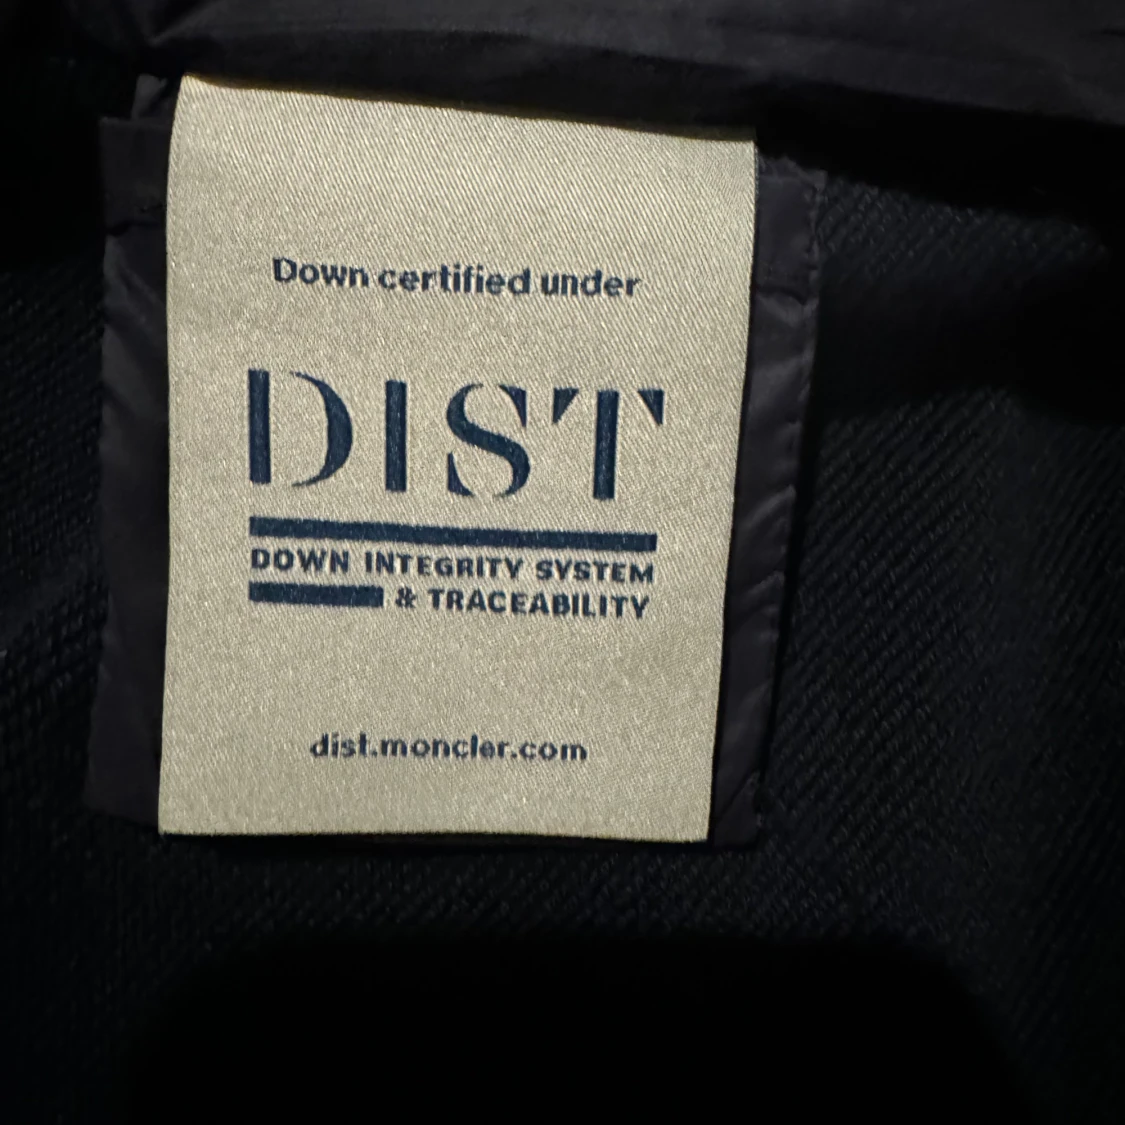 Down certified under
DIST
DOWN INTEGRITY SYSTEM
& TRACEABILITY
dist.moncler.com